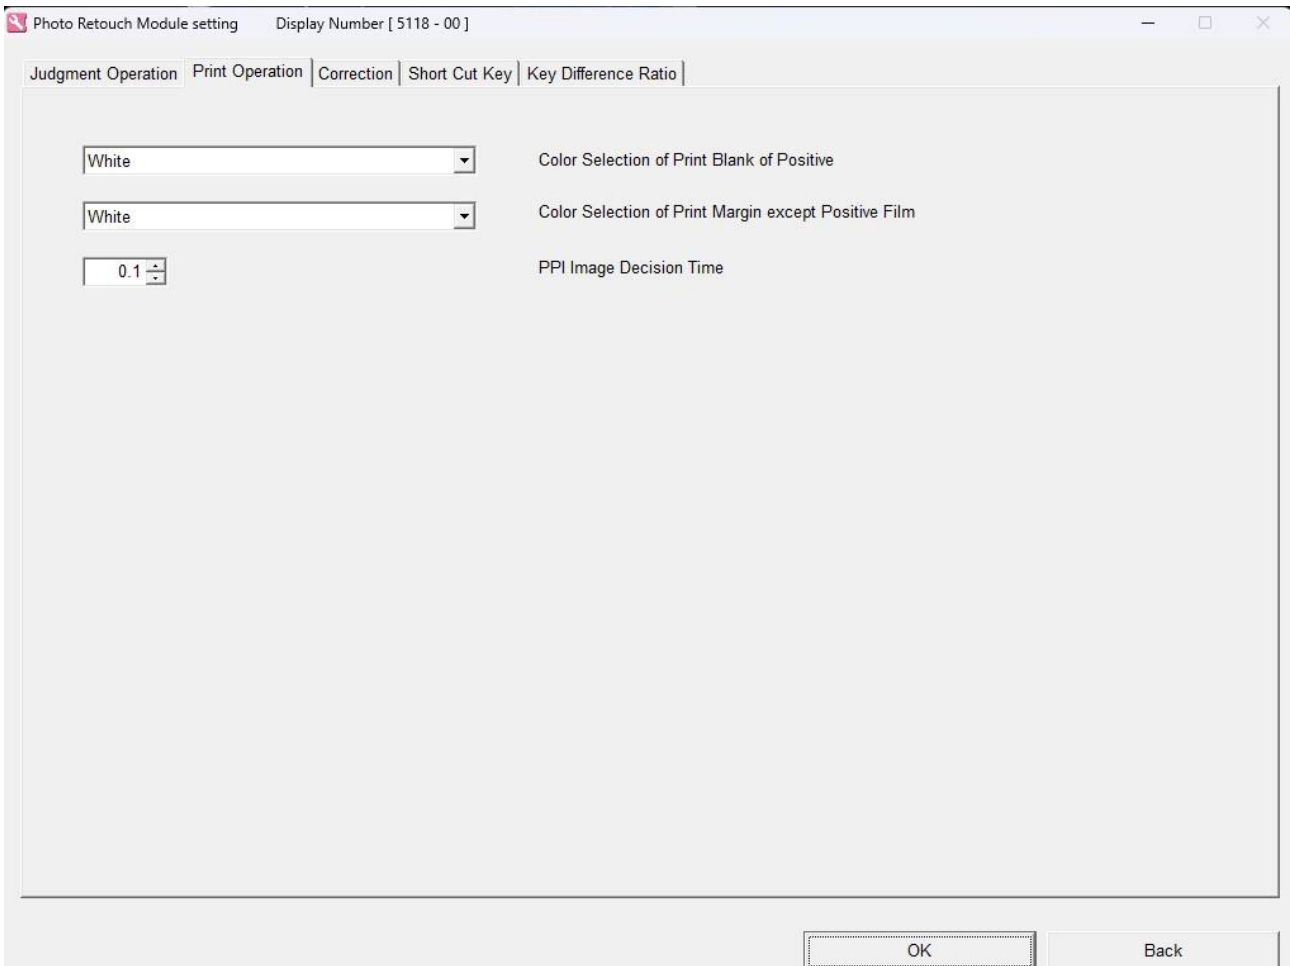 Photo Retouch Module setting Display Number [ 5118 - 00 ]
Judgment Operation Print Operation Correction Short Cut Key Key Difference Ratio
White Color Selection of Print Blank of Positive
White Color Selection of Print Margin except Positive Film
0.1 PPI Image Decision Time
OK Back